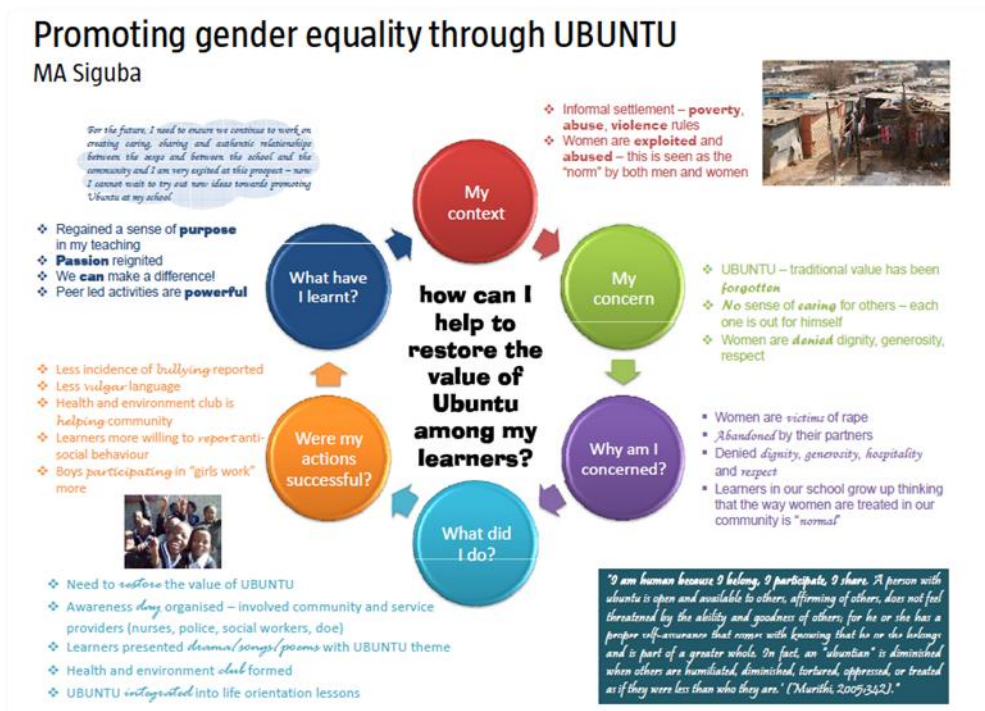 Promoting gender equality through UBUNTU
MA Siguba
For the future, I need to ensure we continue to work on
creating caring, sharing and authentic relationships
between the sexes and between the school and the
community and I am very exited at this prospect – now
I cannot wait to try out new ideas towards promoting
Ubuntu at my school
❖ Informal settlement – poverty,
abuse, violence rules
❖ Women are exploited and
abused – this is seen as the
"norm" by both men and women
My
context
❖ Regained a sense of purpose
in my teaching
❖ Passion reignited
❖ We can make a difference!
❖ Peer led activities are powerful
What have
I learnt?
My
concern
❖ UBUNTU – traditional value has been
forgotten
❖ No sense of caring for others – each
one is out for himself
❖ Women are denied dignity, generosity,
respect
how can I
help to
restore the
value of
Ubuntu
among my
learners?
❖ Less incidence of bullying reported
❖ Less vulgar language
❖ Health and environment club is
helping community
❖ Learners more willing to report anti-
social behaviour
❖ Boys participating in "girls work"
more
Were my
actions
successful?
Why am I
concerned?
▪ Women are victims of rape
▪ Abandoned by their partners
▪ Denied dignity, generosity, hospitality
and respect
▪ Learners in our school grow up thinking
that the way women are treated in our
community is "normal"
What did
I do?
❖ Need to restore the value of UBUNTU
❖ Awareness day organised – involved community and service
providers (nurses, police, social workers, doe)
❖ Learners presented drama/songs/poems with UBUNTU theme
❖ Health and environment club formed
❖ UBUNTU integrated into life orientation lessons
"I am human because I belong, I participate, I share. A person with
ubuntu is open and available to others, affirming of others, does not feel
threatened by the ability and goodness of others; for he or she has a
proper self-assurance that comes with knowing that he or she belongs
and is part of a greater whole. In fact, an "ubuntian" is diminished
when others are humiliated, diminished, tortured, oppressed, or treated
as if they were less than who they are.' (Murithi, 2005:342)."